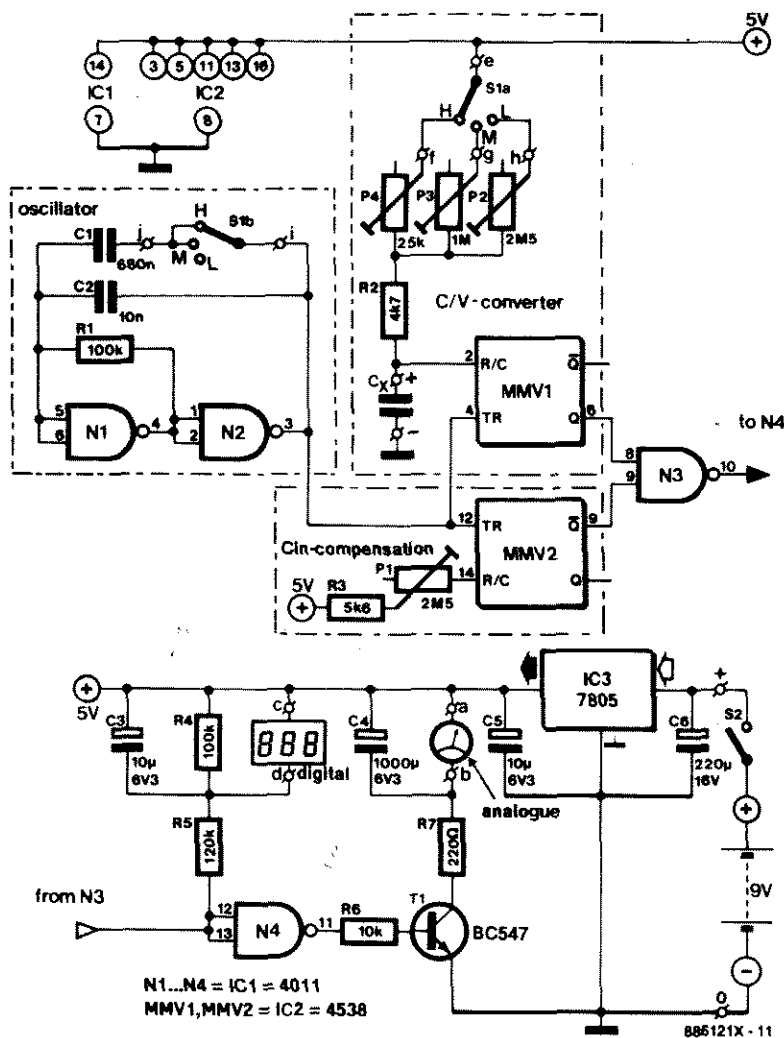 5V
+
e
S1a
H
M
L
f
g
h
14
3
5
11
13
16
IC1
IC2
7
8
P4
P3
P2
25k
1M
2M5
oscillator
H
S1b
C1
j
i
680n
M
L
C2
10n
R1
100k
R2
4k7
C/V-converter
2
R/C
Q
CX
+
MMV1
4
TR
Q
6
-
5
6
N1
4
1
2
N2
3
to N4
8
9
N3
10
12
TR
Q
9
Cin-compensation
MMV2
P1
14
R/C
Q
5V
R3
+
5k6
2M5
IC3
7805
+
5V
C3
10µ
6V3
R4
100k
c
888
d
digital
C4
1000µ
6V3
a
b
analogue
C5
10µ
6V3
C6
220µ
16V
+
S2
+
R5
120k
R7
220Ω
9V
from N3
12
13
N4
11
R6
10k
T1
BC547
-
0
N1...N4 = IC1 = 4011
MMV1,MMV2 = IC2 = 4538
886121X - 11